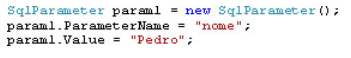 SqlParameter param1 = new SqlParameter();
param1.ParameterName = "nome";
param1.Value = "Pedro";